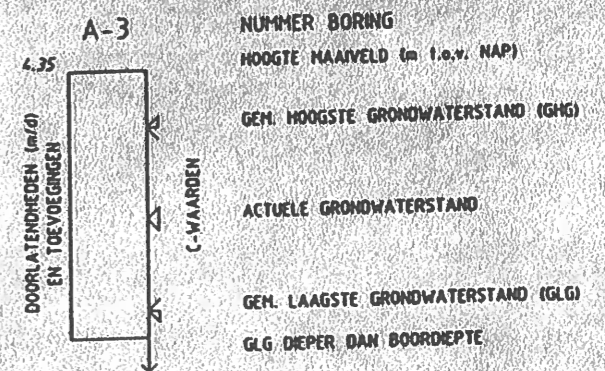 A-3
NUMMER BORING
4.35
HOOGTE MAAIVELD (m t.o.v. NAP)
GEM. HOOGSTE GRONDWATERSTAND (GHG)
DOORLATENDHEDEN (m/d)
EN TOEVOEGINGEN
C-WAARDEN
ACTUELE GRONDWATERSTAND
GEM. LAAGSTE GRONDWATERSTAND (GLG)
GLG DIEPER DAN BOORDIEPTE